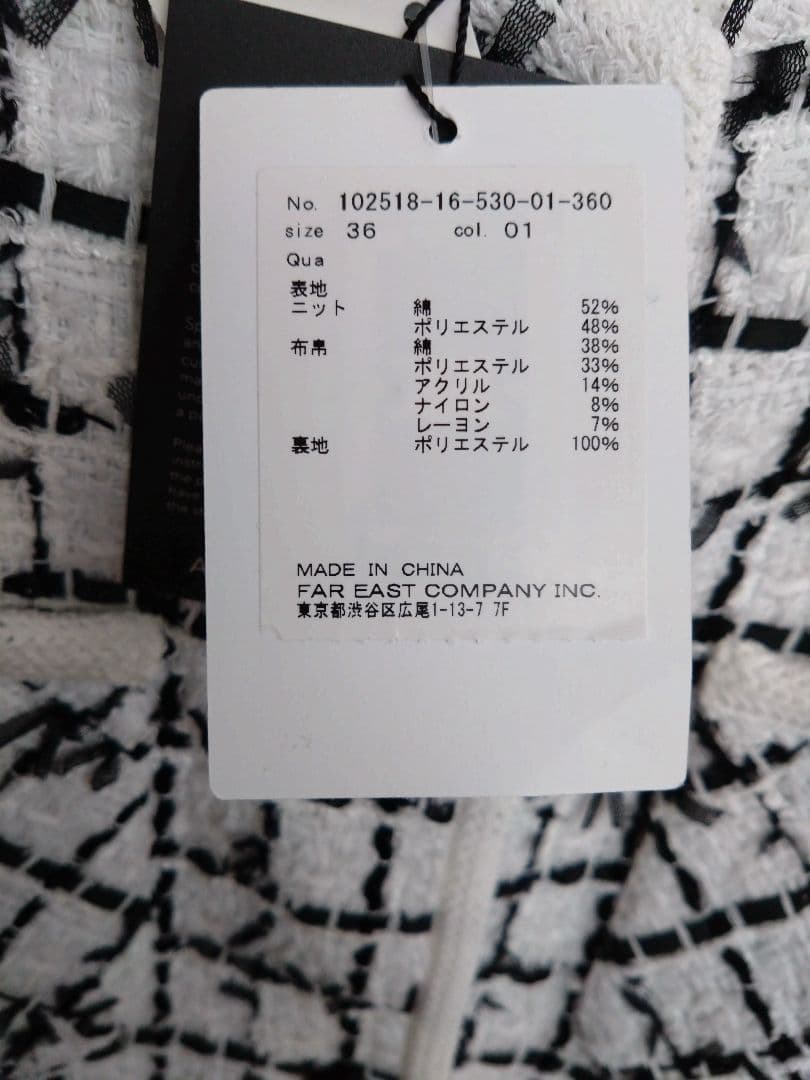 No. 102518-16-530-01-360
size 36 col. 01
Qua
表地
ニット 綿 52%
ポリエステル 48%
布帛 綿 38%
ポリエステル 33%
アクリル 14%
ナイロン 8%
レーヨン 7%
裏地 ポリエステル 100%
MADE IN CHINA
FAR EAST COMPANY INC.
東京都渋谷区広尾1-13-7 7F